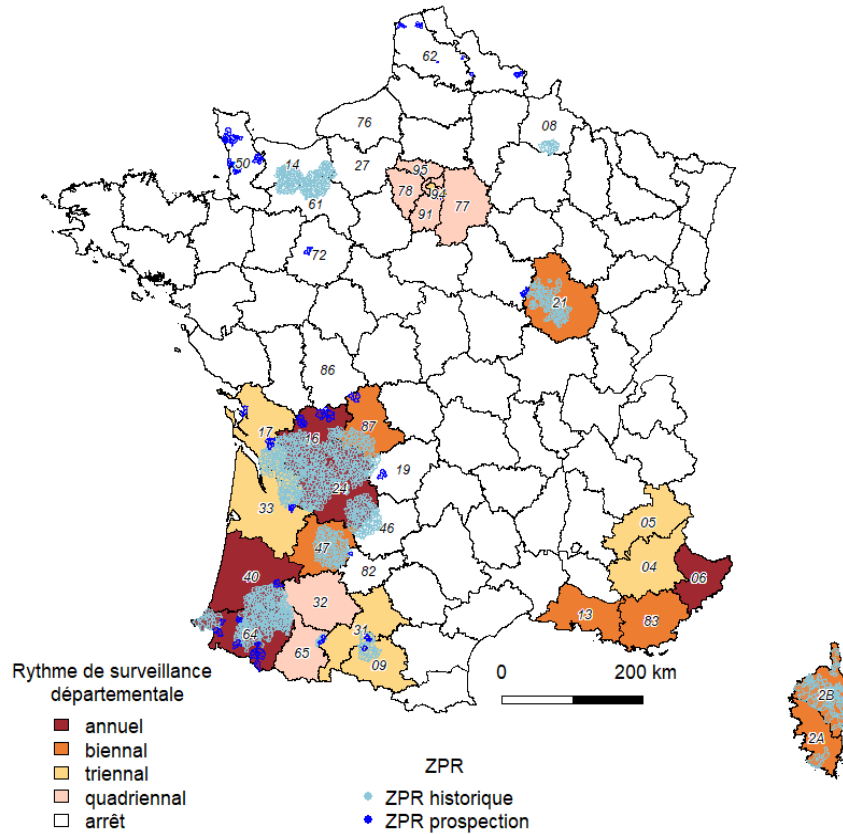 62
76
08
50
14
27
95
94
78
77
61
91
72
21
86
17
16
87
19
24
33
46
47
05
82
04
06
40
32
13
83
31
64
65
09
2B
2A
Rythme de surveillance
départementale
annuel
biennal
triennal
quadriennal
arrêt
0 200 km
ZPR
ZPR historique
ZPR prospection